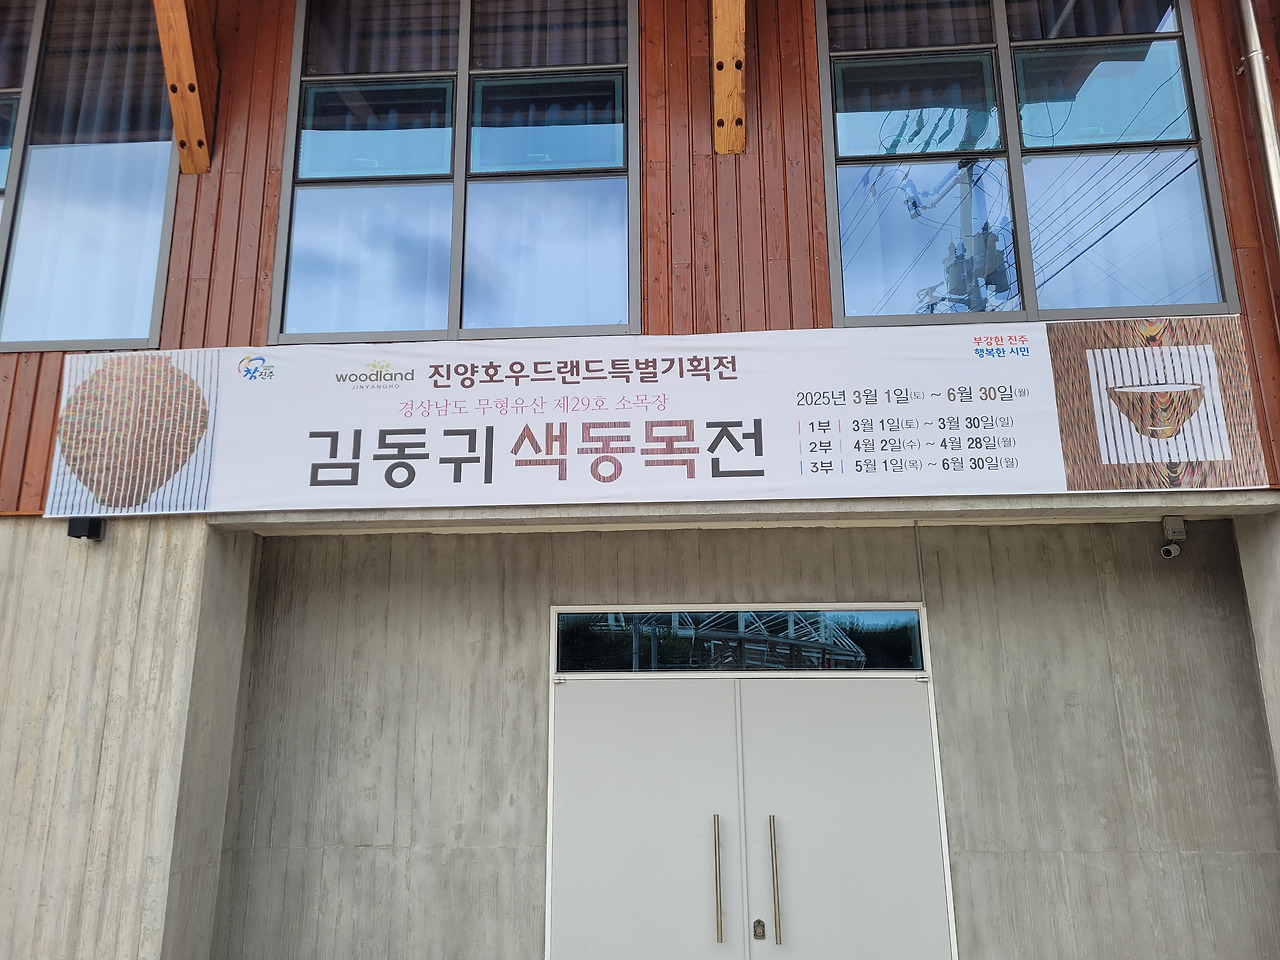 참진주
woodland
JINYANGHO
진양호우드랜드특별기획전
경상남도 무형유산 제29호 소목장
김동귀 색동목전
부강한 진주
행복한 시민
2025년 3월 1일(토) ~ 6월 30일(월)
1부 3월 1일(토) ~ 3월 30일(일)
2부 4월 2일(수) ~ 4월 28일(월)
3부 5월 1일(목) ~ 6월 30일(월)